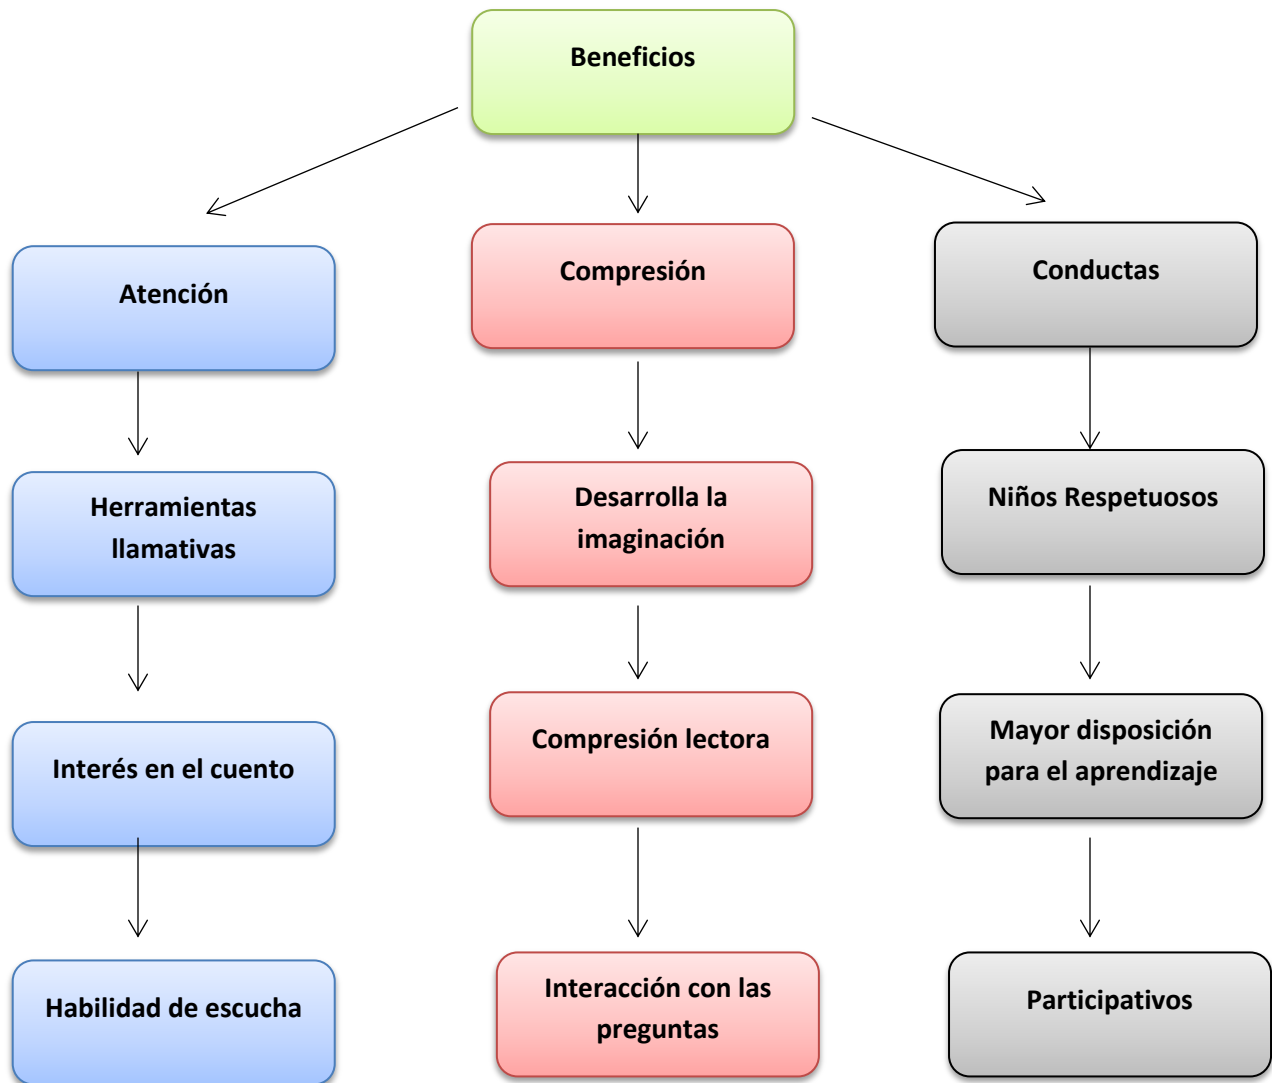 Beneficios
Atención
Compresión
Conductas
Herramientas
llamativas
Desarrolla la
imaginación
Niños Respetuosos
Interés en el cuento
Compresión lectora
Mayor disposición
para el aprendizaje
Habilidad de escucha
Interacción con las
preguntas
Participativos